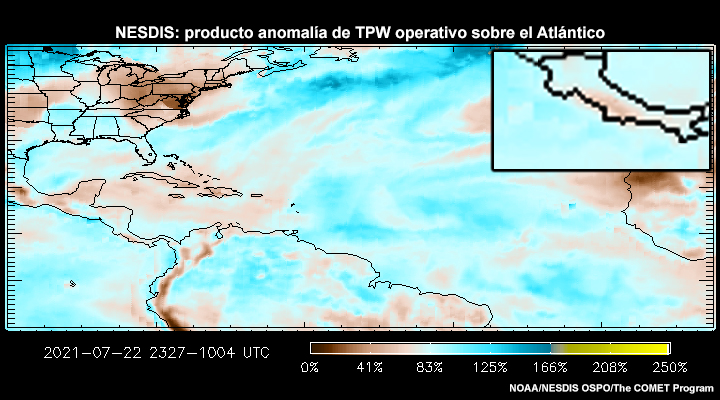 NESDIS: producto anomalía de TPW operativo sobre el Atlántico
2021-07-22 2327-1004 UTC
0% 41% 83% 125% 166% 208% 250%
NOAA/NESDIS OSPO/The COMET Program